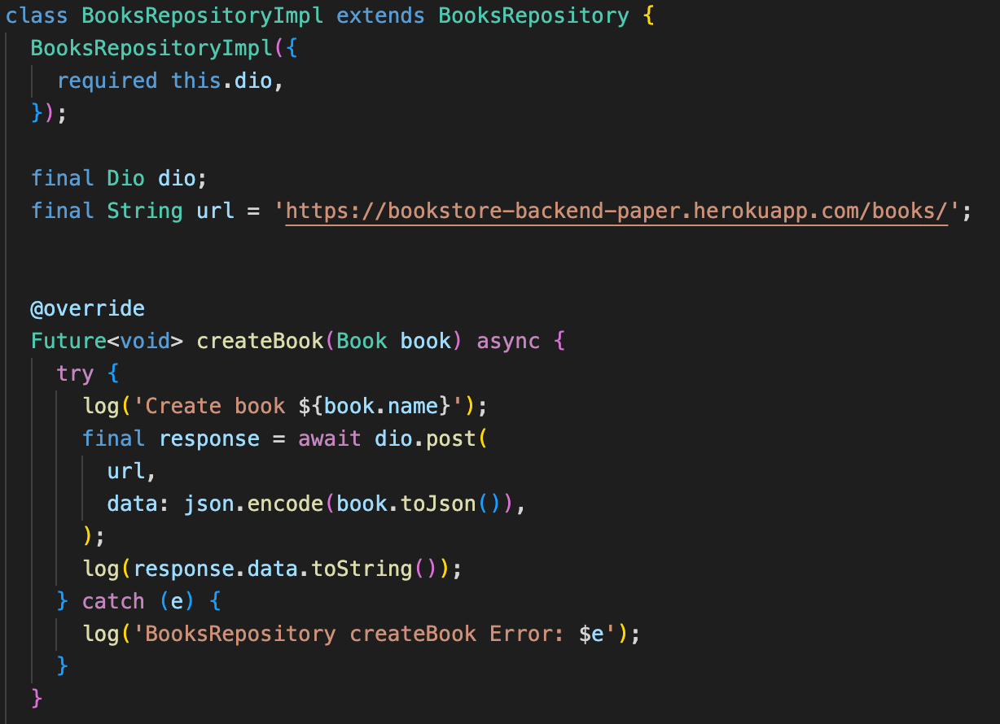 class BooksRepositoryImpl extends BooksRepository {
  BooksRepositoryImpl({
    required this.dio,
  });

  final Dio dio;
  final String url = 'https://bookstore-backend-paper.herokuapp.com/books/';


  @override
  Future<void> createBook(Book book) async {
    try {
      log('Create book ${book.name}');
      final response = await dio.post(
        url,
        data: json.encode(book.toJson()),
      );
      log(response.data.toString());
    } catch (e) {
      log('BooksRepository createBook Error: $e');
    }
  }